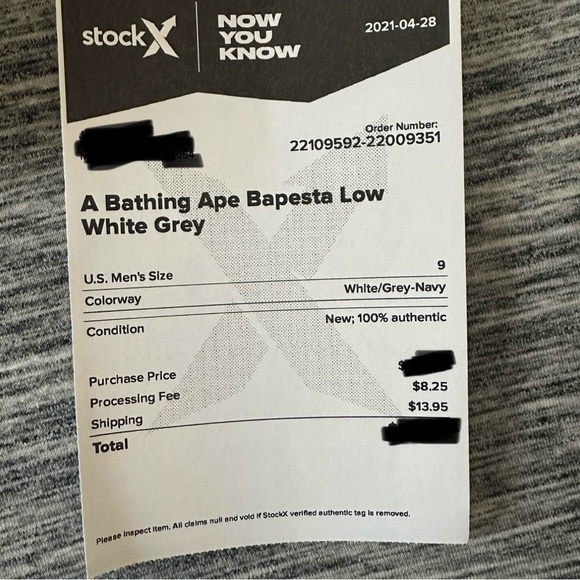 stockX
NOW
YOU
KNOW
2021-04-28
Order Number:
22109592-22009351
A Bathing Ape Bapesta Low
White Grey
U.S. Men's Size 9
Colorway White/Grey-Navy
Condition New; 100% authentic
Purchase Price
Processing Fee $8.25
Shipping $13.95
Total
Please inspect item. All claims null and void if StockX verified authentic tag is removed.